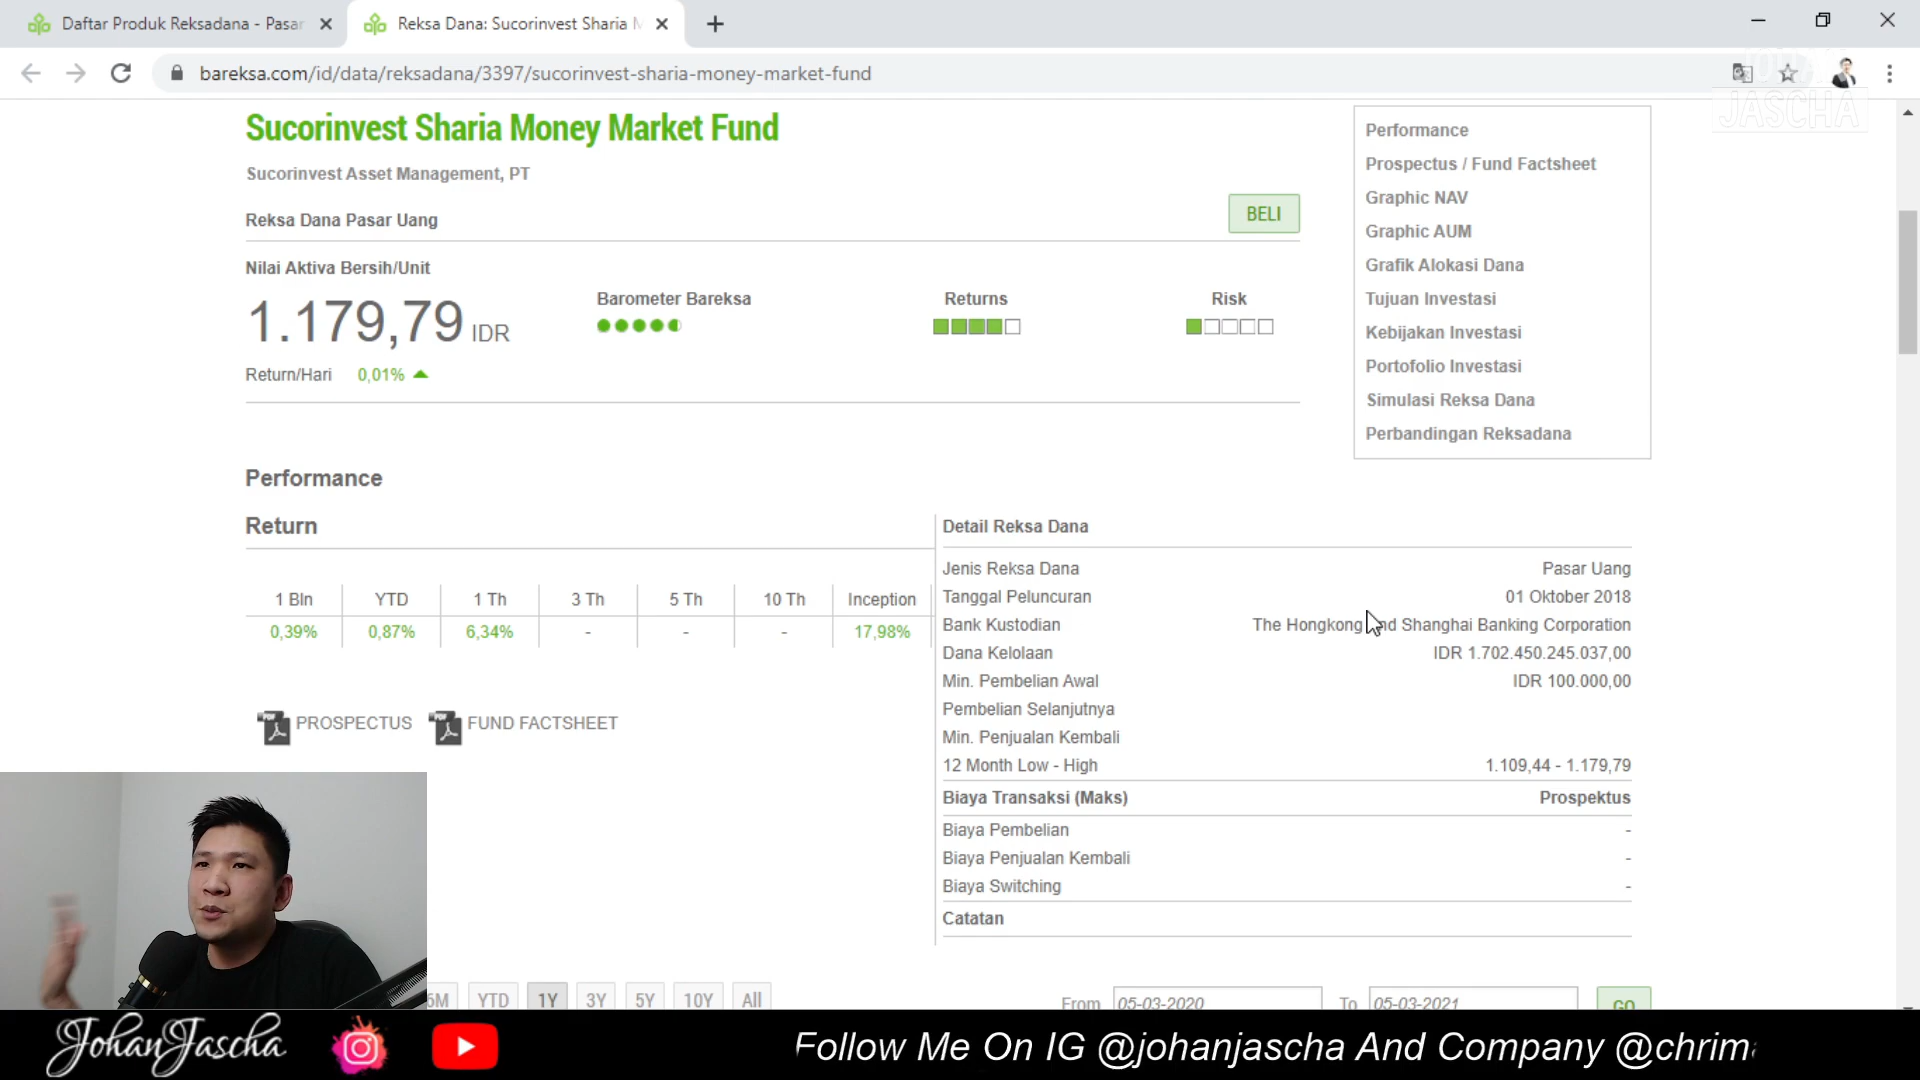 Daftar Produk Reksadana - Pasar
Reksa Dana: Sucorinvest Sharia M
bareksa.com/id/data/reksadana/3397/sucorinvest-sharia-money-market-fund
JASCHA
Sucorinvest Sharia Money Market Fund
Sucorinvest Asset Management, PT
Reksa Dana Pasar Uang
BELI
Nilai Aktiva Bersih/Unit
1.179,79 IDR
Barometer Bareksa
Returns
Risk
Return/Hari 0,01%
Performance
Prospectus / Fund Factsheet
Graphic NAV
Graphic AUM
Grafik Alokasi Dana
Tujuan Investasi
Kebijakan Investasi
Portofolio Investasi
Simulasi Reksa Dana
Perbandingan Reksadana
Performance
Return
1 Bln YTD 1 Th 3 Th 5 Th 10 Th Inception
0,39% 0,87% 6,34% - - - 17,98%
PROSPECTUS FUND FACTSHEET
Detail Reksa Dana
Jenis Reksa Dana Pasar Uang
Tanggal Peluncuran 01 Oktober 2018
Bank Kustodian The Hongkong nd Shanghai Banking Corporation
Dana Kelolaan IDR 1.702.450.245.037,00
Min. Pembelian Awal IDR 100.000,00
Pembelian Selanjutnya
Min. Penjualan Kembali
12 Month Low - High 1.109,44 - 1.179,79
Biaya Transaksi (Maks) Prospektus
Biaya Pembelian -
Biaya Penjualan Kembali -
Biaya Switching -
Catatan
YTD 1Y 3Y 5Y 10Y All
From 05-03-2020 To 05-03-2021 GO
JohanJascha
Follow Me On IG @johanjascha And Company @chrim